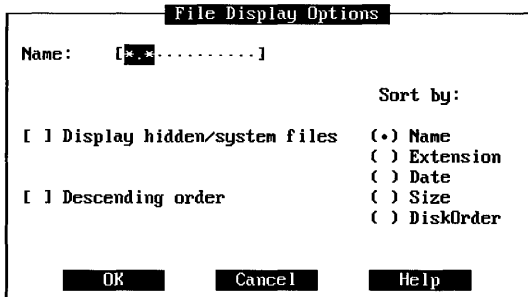 File Display Options
Name: [*.*..........]
Sort by:
[ ] Display hidden/system files (•) Name
( ) Extension
( ) Date
[ ] Descending order ( ) Size
( ) DiskOrder
OK Cancel Help